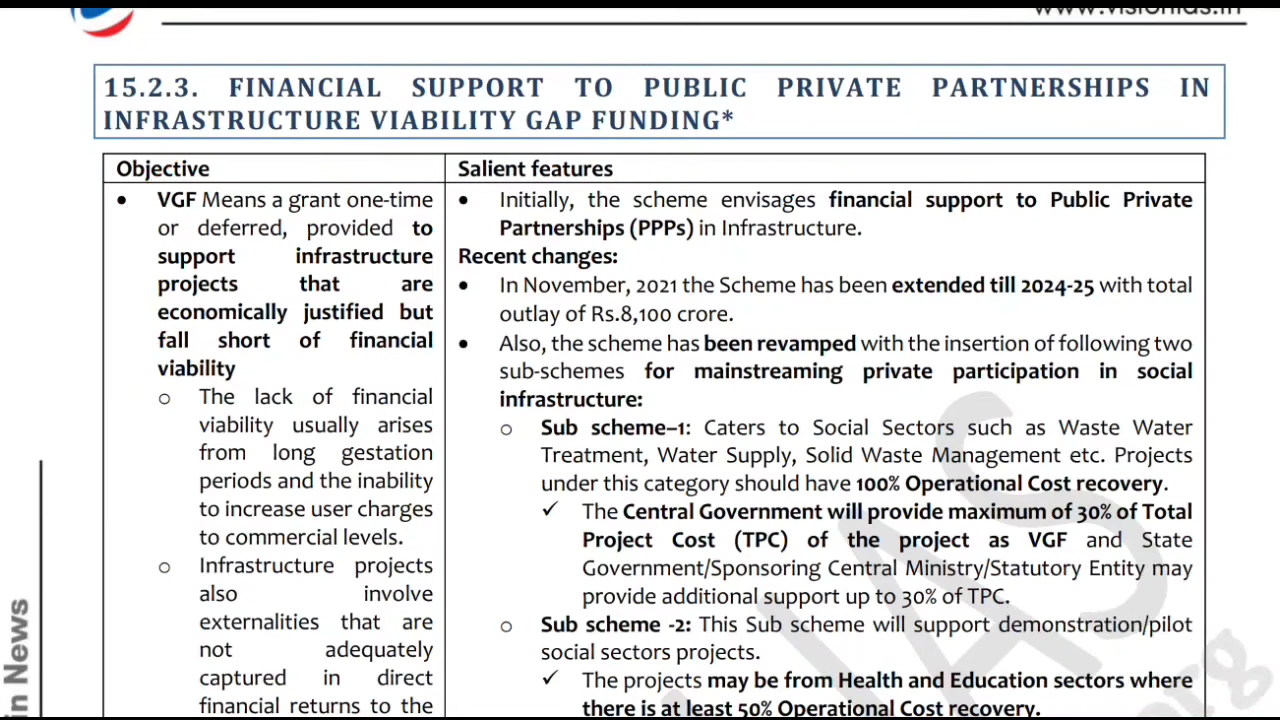 www.visionias.in
15.2.3. FINANCIAL SUPPORT TO PUBLIC PRIVATE PARTNERSHIPS IN
INFRASTRUCTURE VIABILITY GAP FUNDING*
Objective
• VGF Means a grant one-time
or deferred, provided to
support infrastructure
projects that are
economically justified but
fall short of financial
viability
o The lack of financial
viability usually arises
from long gestation
periods and the inability
to increase user charges
to commercial levels.
o Infrastructure projects
also involve
externalities that are
not adequately
captured in direct
financial returns to the
Salient features
• Initially, the scheme envisages financial support to Public Private
Partnerships (PPPs) in Infrastructure.
Recent changes:
• In November, 2021 the Scheme has been extended till 2024-25 with total
outlay of Rs.8,100 crore.
• Also, the scheme has been revamped with the insertion of following two
sub-schemes for mainstreaming private participation in social
infrastructure:
o Sub scheme–1: Caters to Social Sectors such as Waste Water
Treatment, Water Supply, Solid Waste Management etc. Projects
under this category should have 100% Operational Cost recovery.
✓ The Central Government will provide maximum of 30% of Total
Project Cost (TPC) of the project as VGF and State
Government/Sponsoring Central Ministry/Statutory Entity may
provide additional support up to 30% of TPC.
o Sub scheme -2: This Sub scheme will support demonstration/pilot
social sectors projects.
✓ The projects may be from Health and Education sectors where
there is at least 50% Operational Cost recovery.
in News